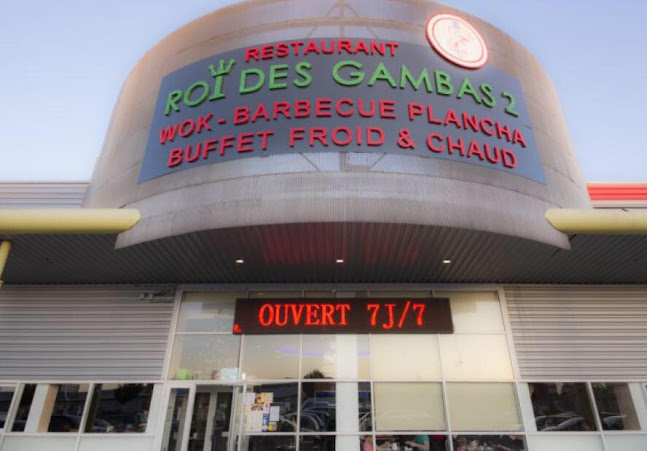 RESTAURANT
ROI DES GAMBAS 2
WOK - BARBECUE PLANCHA
BUFFET FROID & CHAUD
OUVERT 7J/7